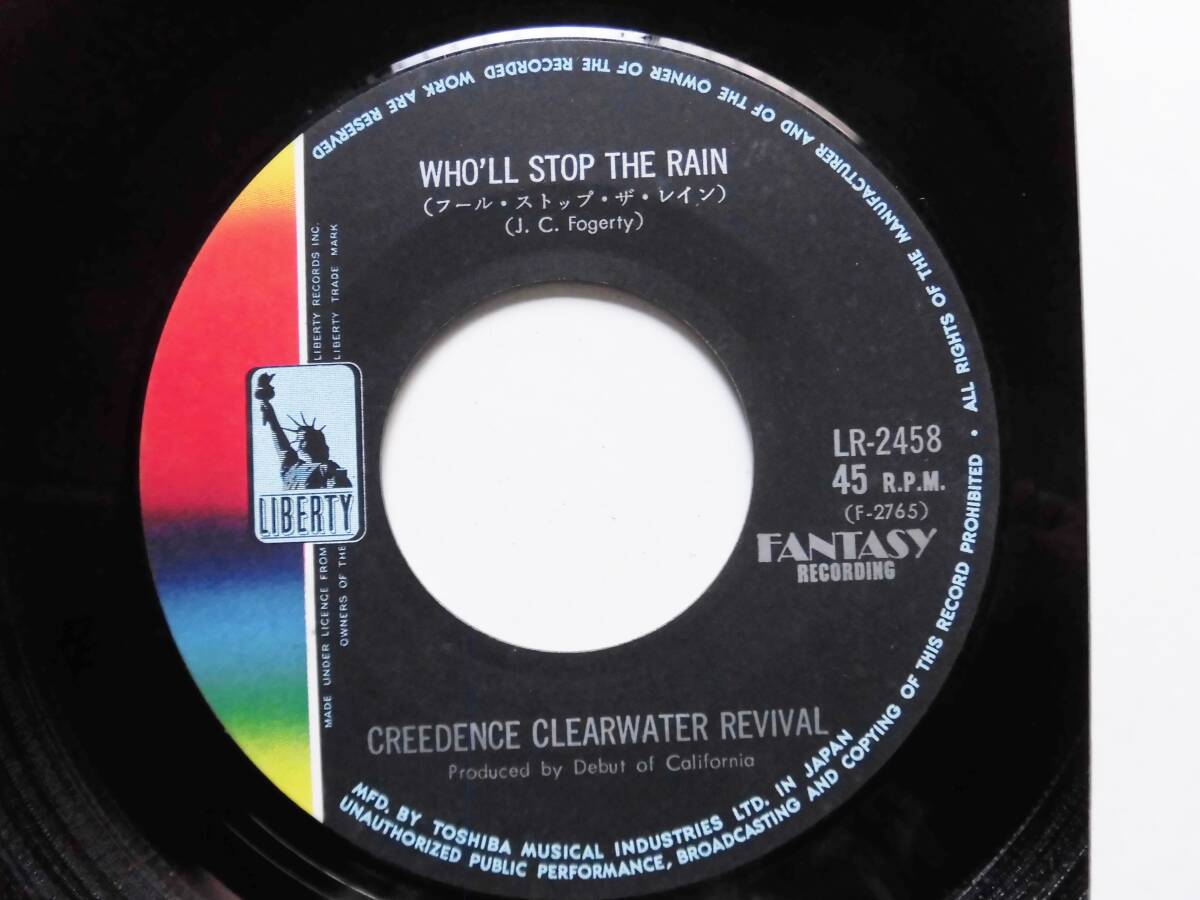 WHO'LL STOP THE RAIN
(フール・ストップ・ザ・レイン)
(J. C. Fogerty)
LR-2458
45 R.P.M.
(F-2765)
FANTASY
RECORDING
LIBERTY
CREEDENCE CLEARWATER REVIVAL
Produced by Debut of California
MADE UNDER LICENCE FROM LIBERTY RECORDS INC.
OWNERS OF THE LIBERTY TRADE MARK
MFD. BY TOSHIBA MUSICAL INDUSTRIES LTD. IN JAPAN
UNAUTHORIZED PUBLIC PERFORMANCE, BROADCASTING AND COPYING OF THIS RECORD PROHIBITED • ALL RIGHTS OF THE MANUFACTURER AND OF THE OWNER OF THE RECORDED WORK ARE RESERVED